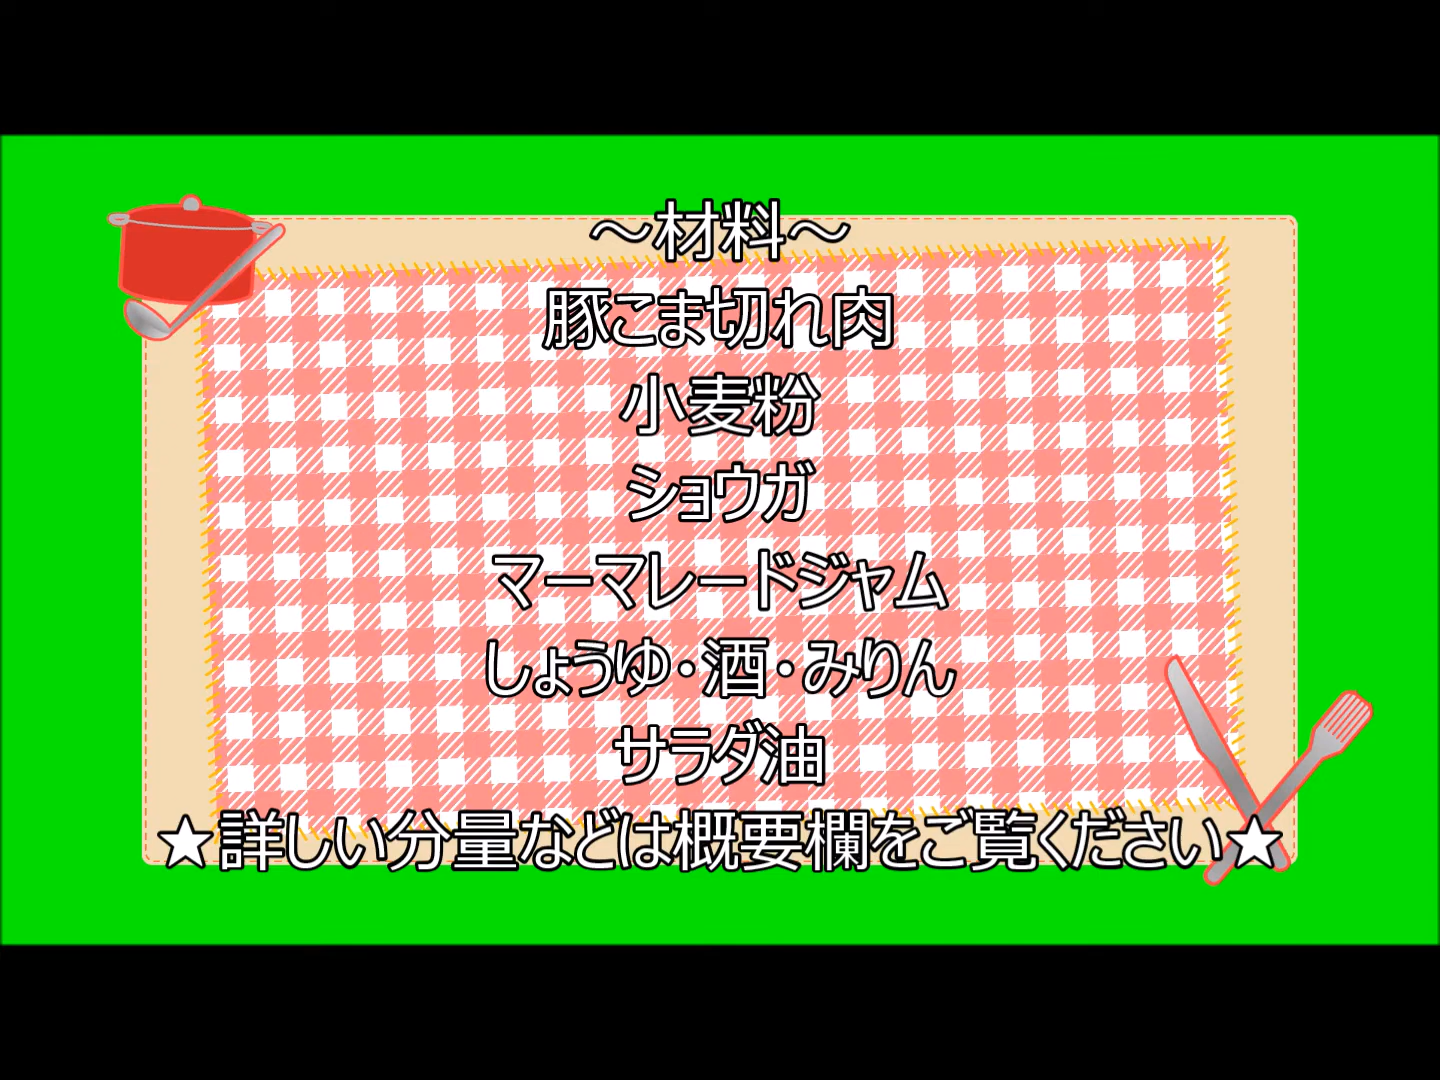 ～材料～
豚こま切れ肉
小麦粉
ショウガ
マーマレードジャム
しょうゆ・酒・みりん
サラダ油
★詳しい分量などは概要欄をご覧ください★